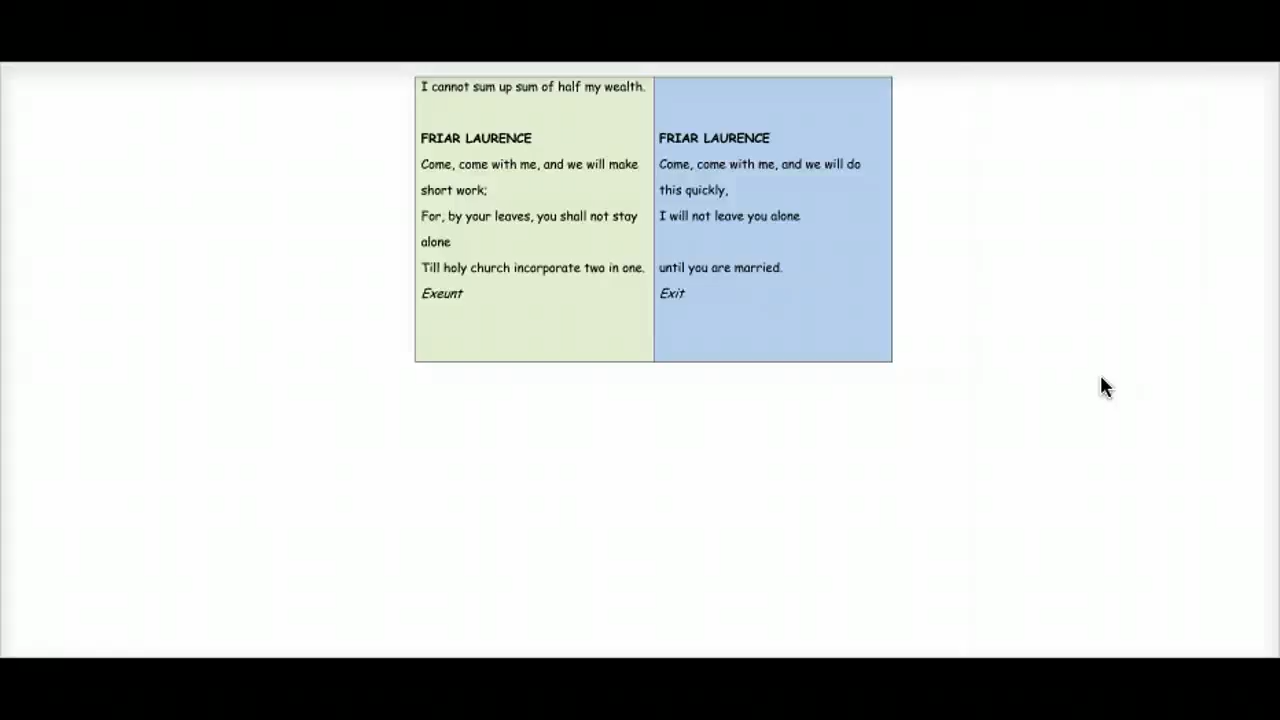 I cannot sum up sum of half my wealth.
FRIAR LAURENCE
Come, come with me, and we will make
short work;
For, by your leaves, you shall not stay
alone
Till holy church incorporate two in one.
Exeunt
FRIAR LAURENCE
Come, come with me, and we will do
this quickly,
I will not leave you alone
until you are married.
Exit